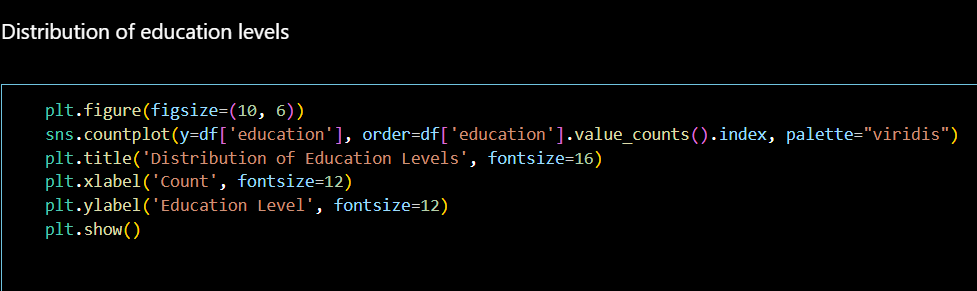 Distribution of education levels
plt.figure(figsize=(10, 6))
sns.countplot(y=df['education'], order=df['education'].value_counts().index, palette="viridis")
plt.title('Distribution of Education Levels', fontsize=16)
plt.xlabel('Count', fontsize=12)
plt.ylabel('Education Level', fontsize=12)
plt.show()